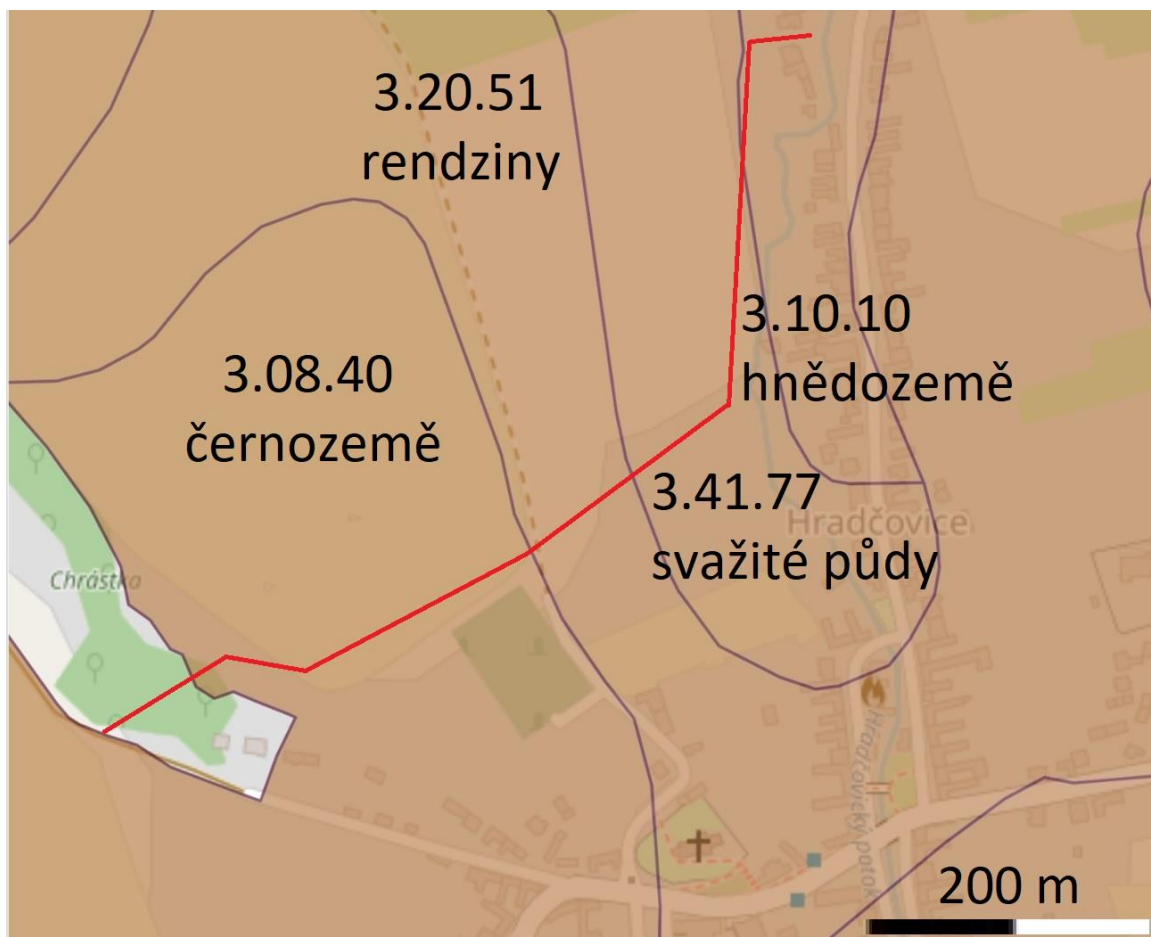 3.20.51
rendziny
3.08.40
černozemě
3.10.10
hnědozemě
3.41.77
svažité půdy
Hradčovice
Chrástka
Hradčovický potok
200 m